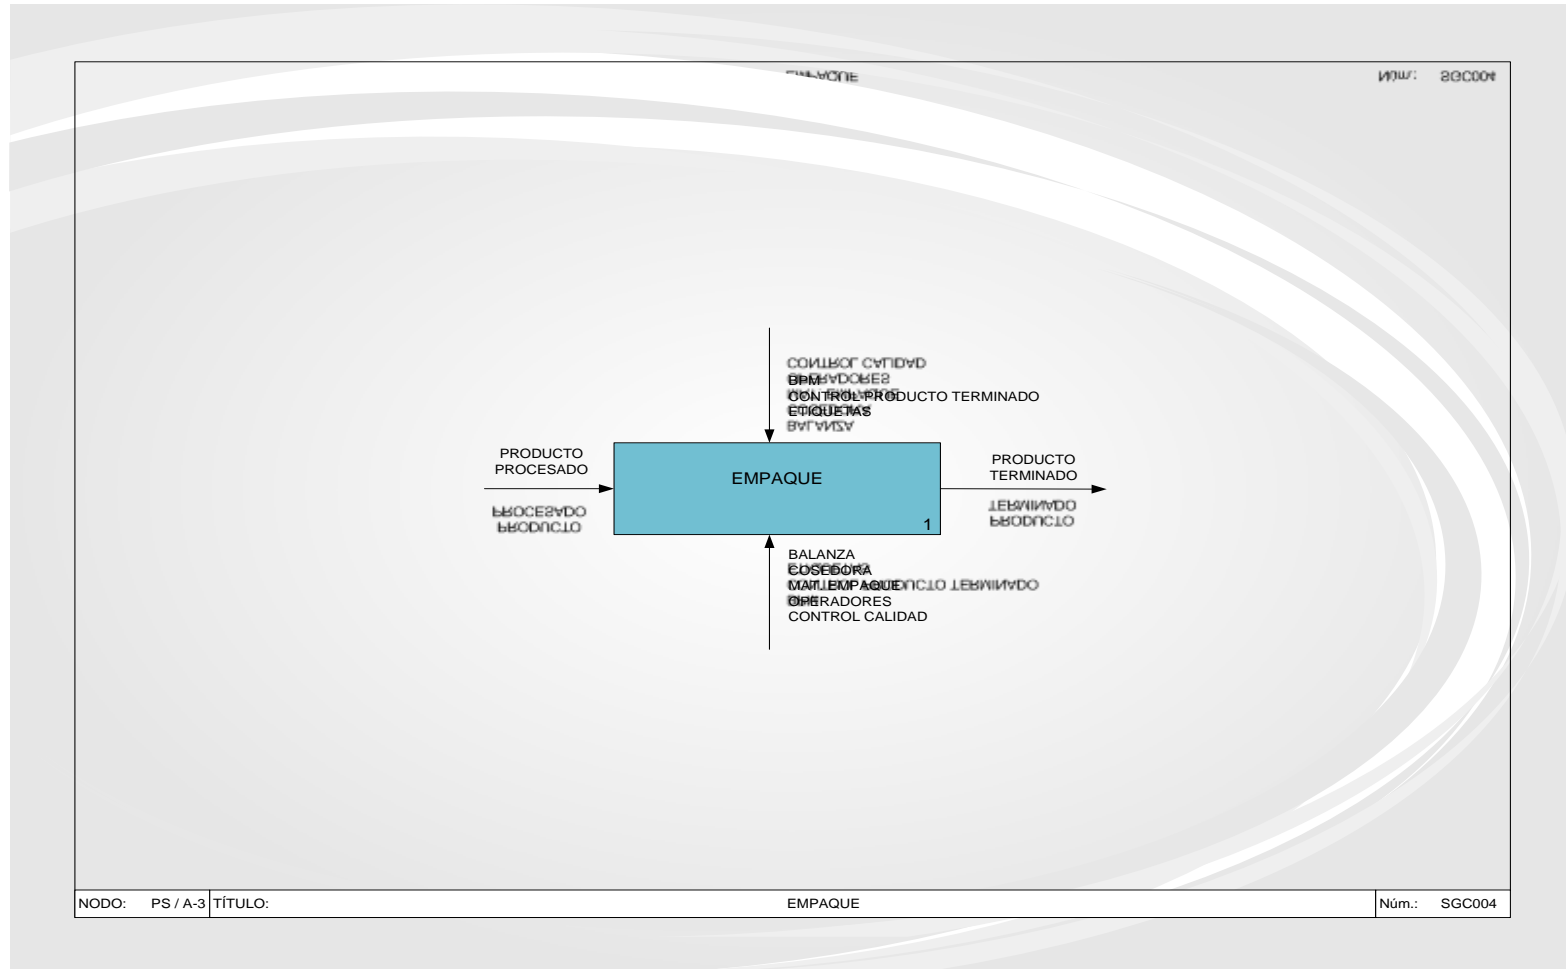 BPM
CONTROL PRODUCTO TERMINADO
ETIQUETAS
PRODUCTO
PROCESADO
EMPAQUE
1
PRODUCTO
TERMINADO
BALANZA
COSEDORA
MAT. EMPAQUE
OPERADORES
CONTROL CALIDAD
NODO: PS / A-3 TÍTULO: EMPAQUE Núm.: SGC004